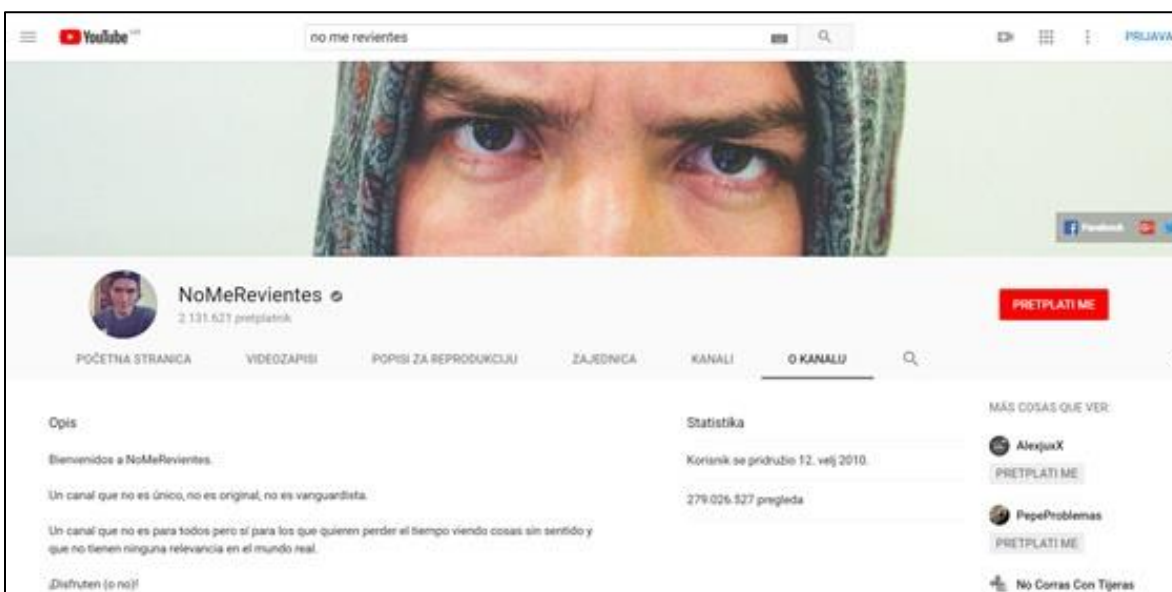 YouTube
no me revientes
PRIJAVA
Facebook
NoMeRevientes
2.131.621 pretplatnik
PRETPLATI ME
POČETNA STRANICA
VIDEOZAPISI
POPISI ZA REPRODUKCIJU
ZAJEDNICA
KANALI
O KANALU
Opis
Bienvenidos a NoMeRevientes.
Un canal que no es único, no es original, no es vanguardista.
Un canal que no es para todos pero sí para los que quieren perder el tiempo viendo cosas sin sentido y
que no tienen ninguna relevancia en el mundo real.
¡Disfruten (o no)!
Statistika
Korisnik se pridružio 12. velj 2010.
279.026.527 pregleda
MÁS COSAS QUE VER:
AlexjuxX
PRETPLATI ME
PepeProblemas
PRETPLATI ME
No Corras Con Tijeras